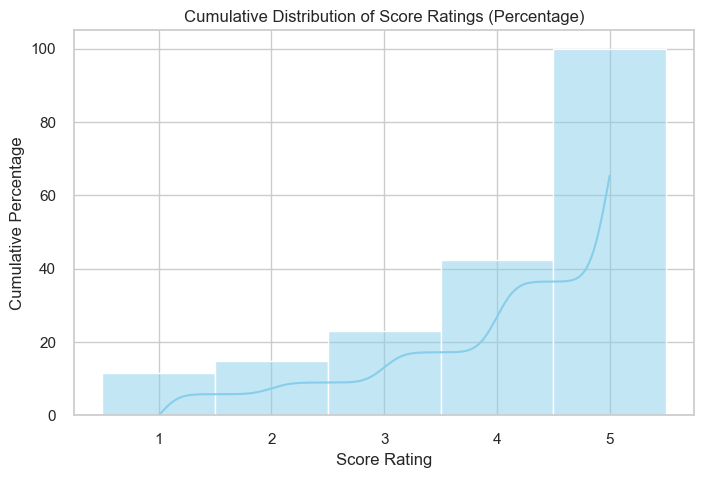 Cumulative Distribution of Score Ratings (Percentage)
100
80
60
40
20
0
Cumulative Percentage
1 2 3 4 5
Score Rating